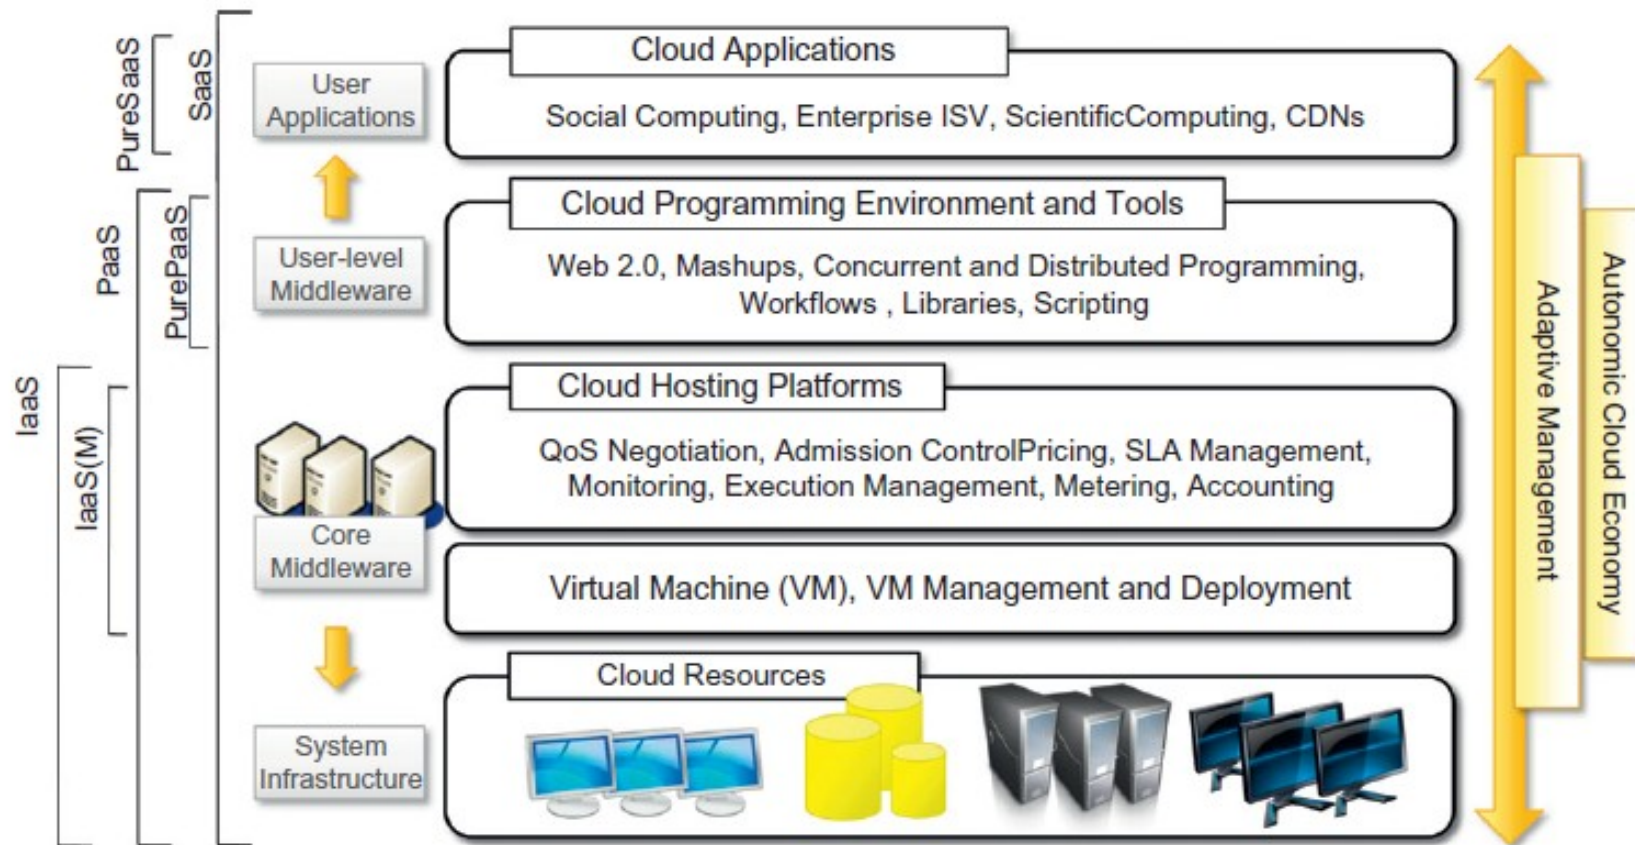 PureSaaS
SaaS
PaaS
PurePaaS
IaaS
IaaS(M)
User
Applications
Cloud Applications
Social Computing, Enterprise ISV, ScientificComputing, CDNs
User-level
Middleware
Cloud Programming Environment and Tools
Web 2.0, Mashups, Concurrent and Distributed Programming,
Workflows , Libraries, Scripting
Cloud Hosting Platforms
QoS Negotiation, Admission ControlPricing, SLA Management,
Monitoring, Execution Management, Metering, Accounting
Core
Middleware
Virtual Machine (VM), VM Management and Deployment
Cloud Resources
System
Infrastructure
Adaptive Management
Autonomic Cloud Economy